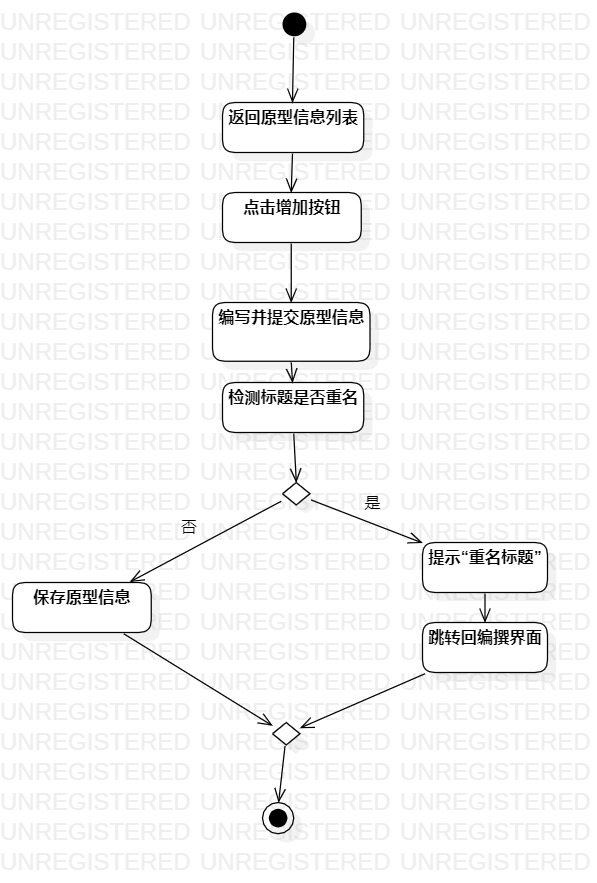 UNREGISTERED UNREGISTERED UNREGISTERED
返回原型信息列表
点击增加按钮
编写并提交原型信息
检测标题是否重名
是
否
提示“重名标题”
保存原型信息
跳转回编撰界面